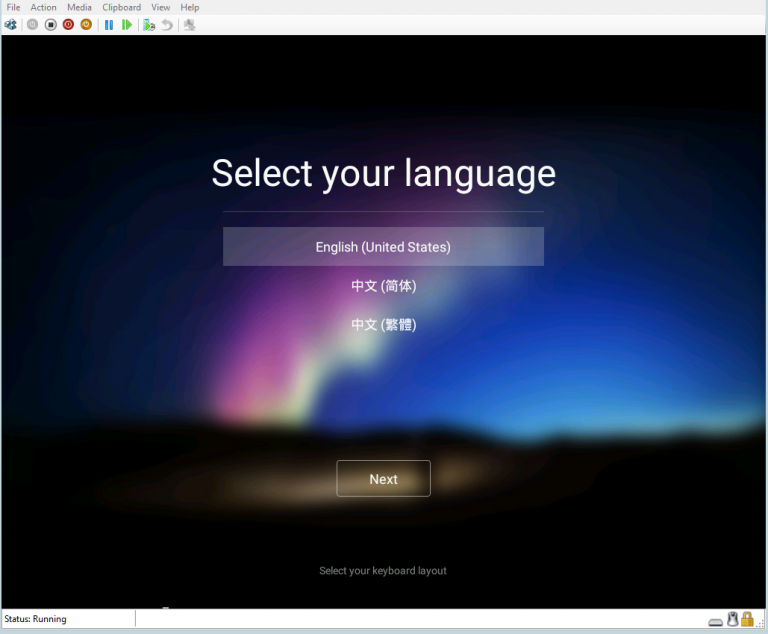 File Action Media Clipboard View Help
Select your language
English (United States)
中文 (简体)
中文 (繁體)
Next
Select your keyboard layout
Status: Running